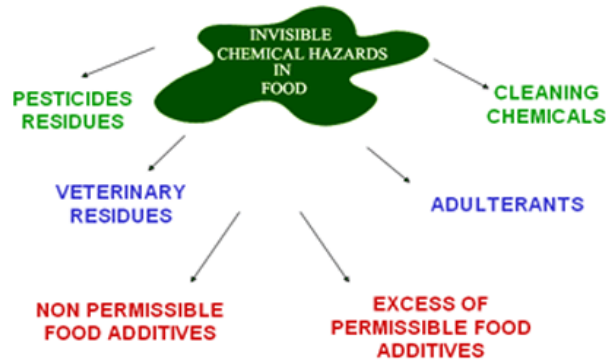 INVISIBLE
CHEMICAL HAZARDS
IN
FOOD
PESTICIDES
RESIDUES
CLEANING
CHEMICALS
VETERINARY
RESIDUES
ADULTERANTS
NON PERMISSIBLE
FOOD ADDITIVES
EXCESS OF
PERMISSIBLE FOOD
ADDITIVES